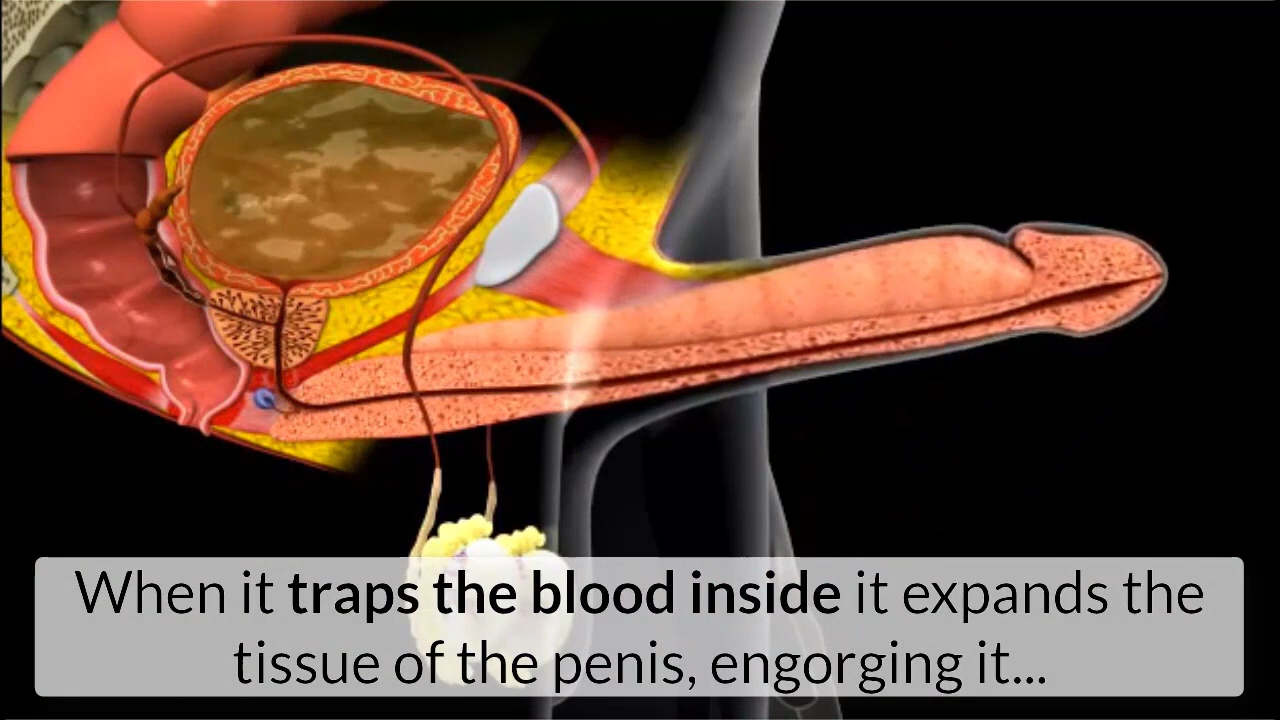 When it traps the blood inside it expands the
tissue of the penis, engorging it...